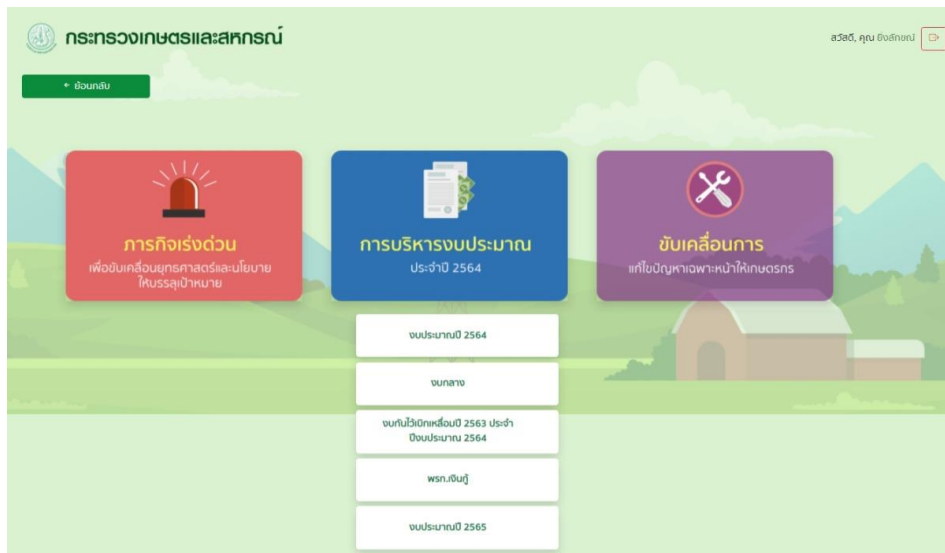 กระทรวงเกษตรและสหกรณ์
สวัสดี, คุณ ยิ่งลักษณ์
← ย้อนกลับ
ภารกิจเร่งด่วน
เพื่อขับเคลื่อนยุทธศาสตร์และนโยบาย
ให้บรรลุเป้าหมาย
การบริหารงบประมาณ
ประจำปี 2564
ขับเคลื่อนการ
แก้ไขปัญหาเฉพาะหน้าให้เกษตรกร
งบประมาณปี 2564
งบกลาง
งบกันไว้เบิกเหลื่อมปี 2563 ประจำ
ปีงบประมาณ 2564
พรก.เงินกู้
งบประมาณปี 2565